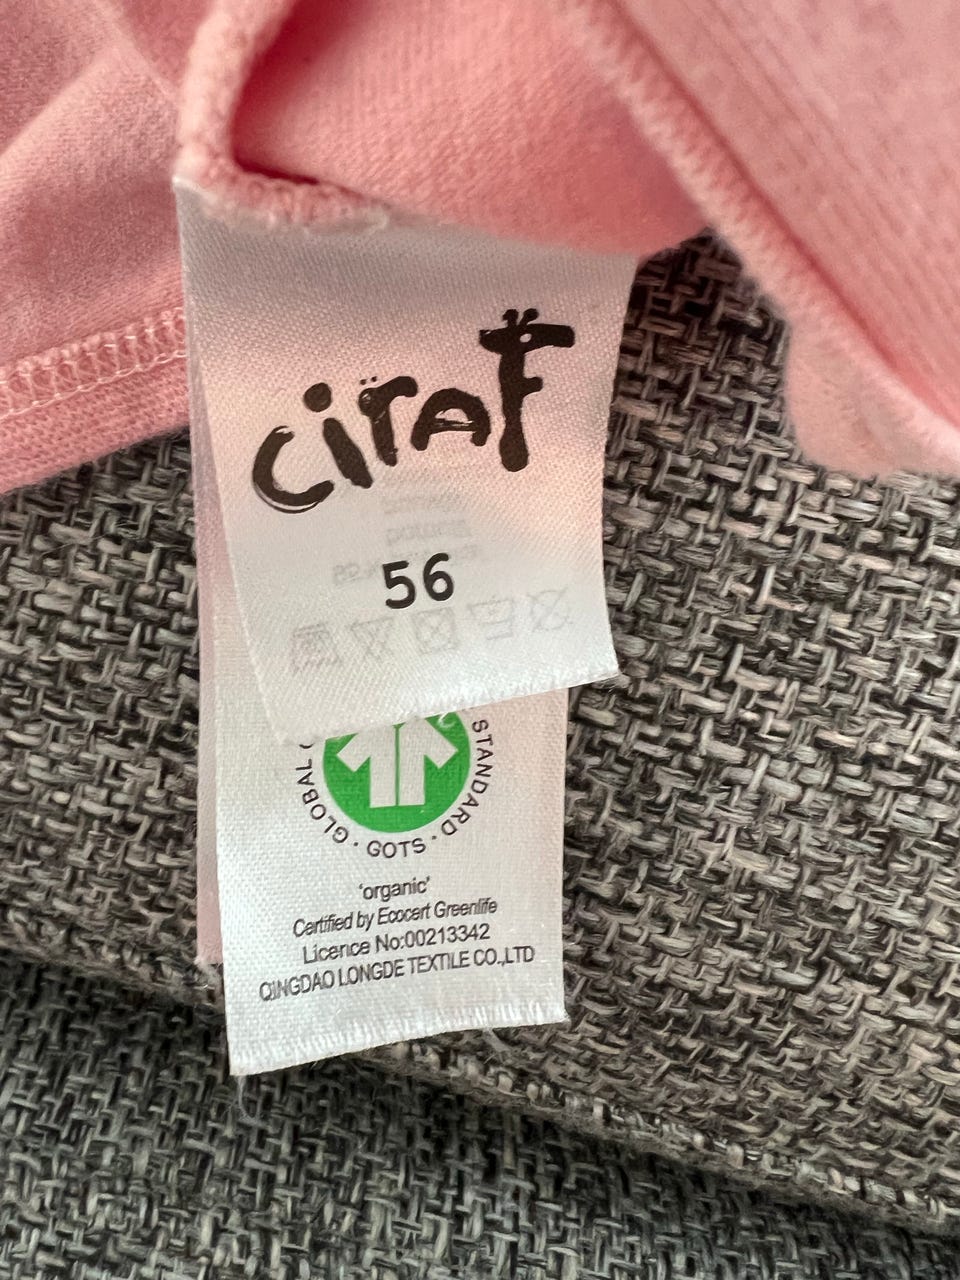 ciraf
56
GLOBAL
STANDARD
· GOTS ·
'organic'
Certified by Ecocert Greenlife
Licence No:00213342
QINGDAO LONGDE TEXTILE CO.,LTD